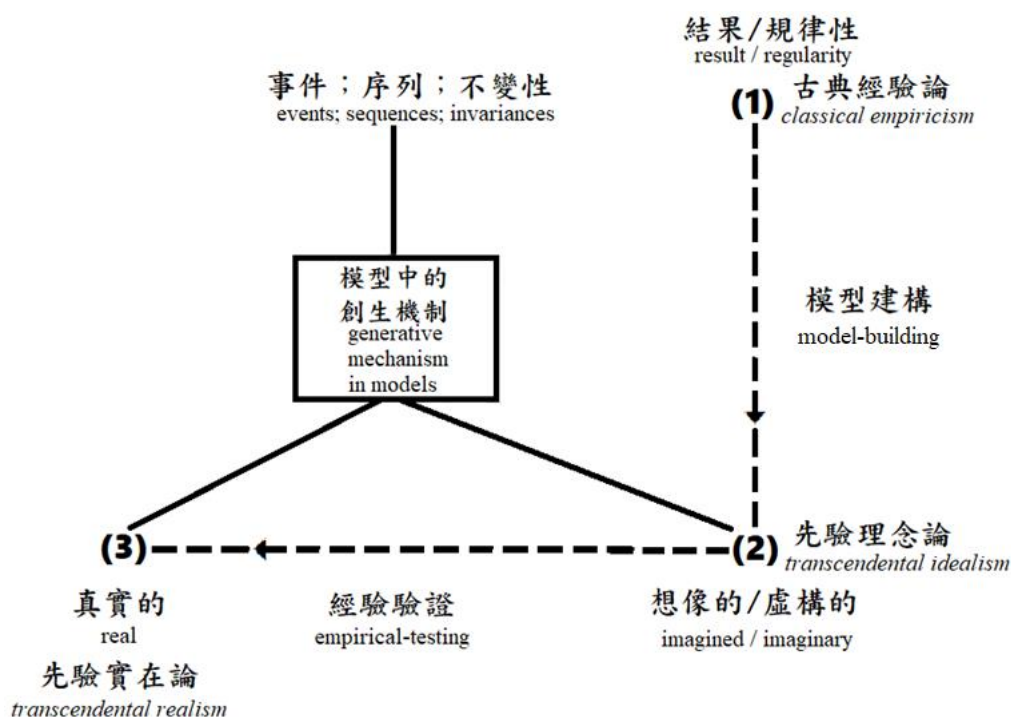 結果/規律性
result / regularity
事件；序列；不變性
events; sequences; invariances
(1) 古典經驗論
classical empiricism
模型中的
創生機制
generative
mechanism
in models
模型建構
model-building
(3)
(2) 先驗理念論
transcendental idealism
真實的
real
經驗驗證
empirical-testing
想像的/虛構的
imagined / imaginary
先驗實在論
transcendental realism